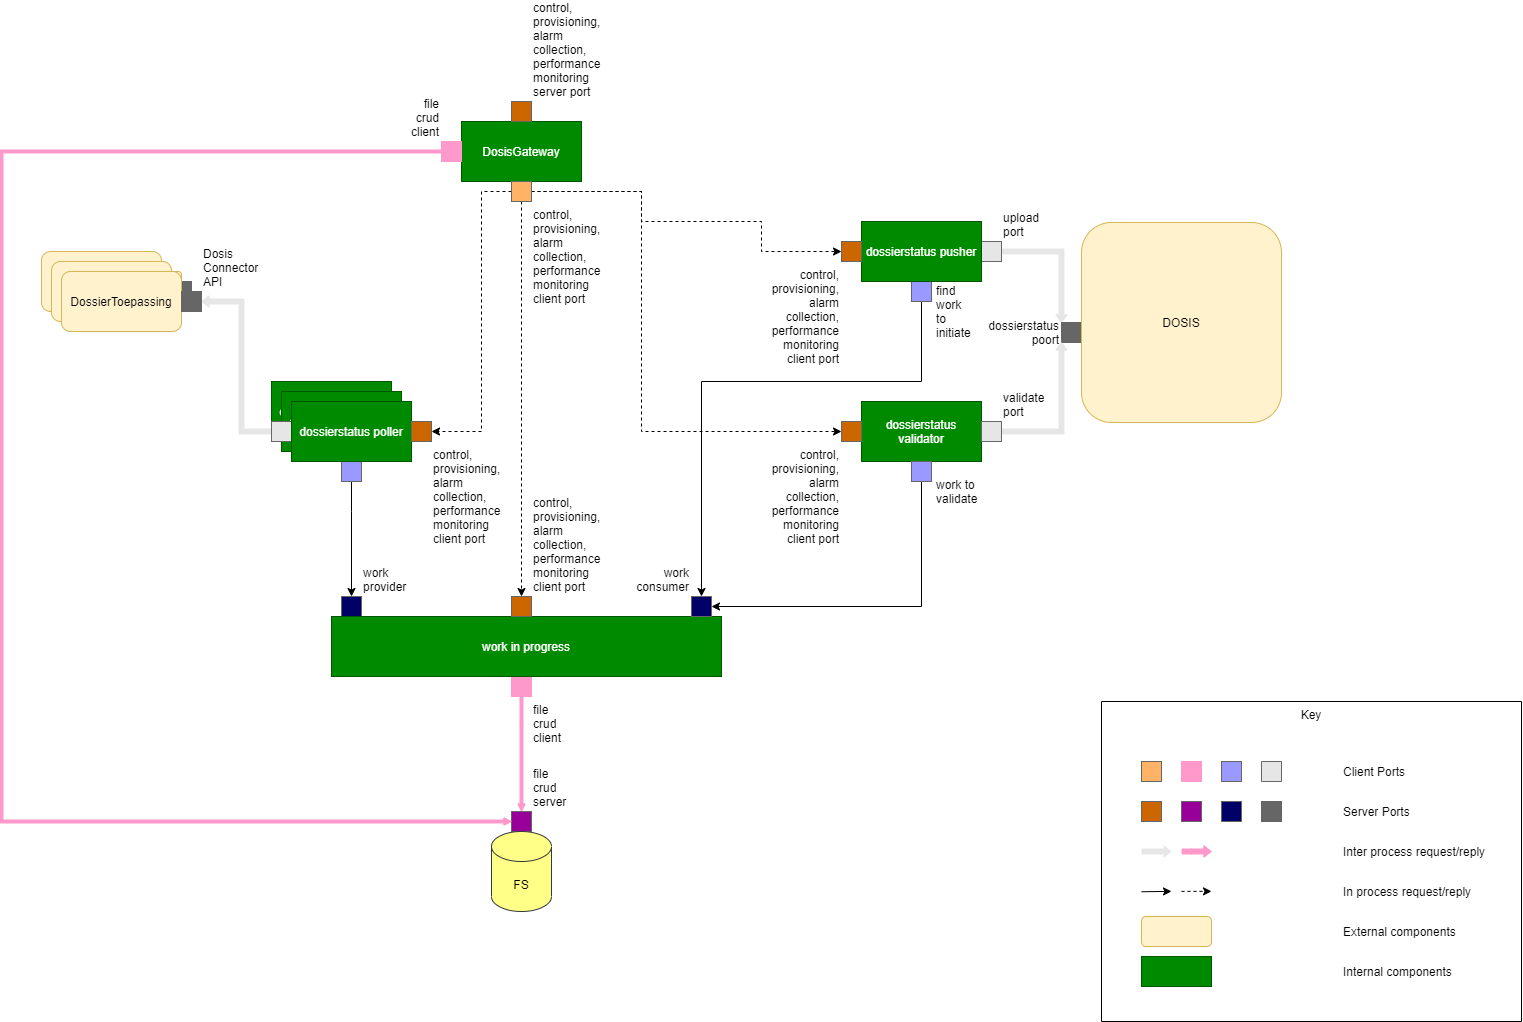 control,
provisioning,
alarm
collection,
performance
monitoring
server port
file
crud
client
DosisGateway
control,
provisioning,
alarm
collection,
performance
monitoring
client port
upload
port
dossierstatus pusher
Dosis
Connector
API
DossierToepassing
control,
provisioning,
alarm
collection,
performance
monitoring
client port
find
work
to
initiate
dossierstatus
poort
DOSIS
validate
port
dossierstatus poller
dossierstatus
validator
control,
provisioning,
alarm
collection,
performance
monitoring
client port
control,
provisioning,
alarm
collection,
performance
monitoring
client port
control,
provisioning,
alarm
collection,
performance
monitoring
client port
work to
validate
work
provider
work
consumer
work in progress
file
crud
client
file
crud
server
FS
Key
Client Ports
Server Ports
Inter process request/reply
In process request/reply
External components
Internal components